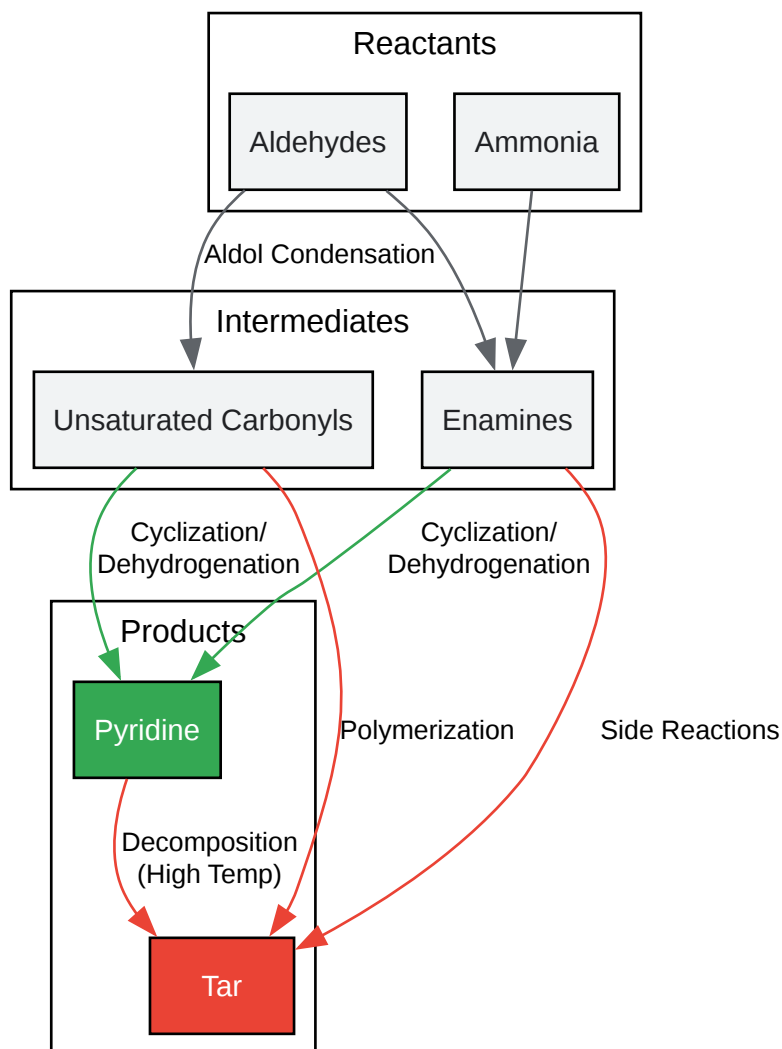 Reactants
Aldehydes
Ammonia
Aldol Condensation
Intermediates
Unsaturated Carbonyls
Enamines
Cyclization/
Dehydrogenation
Cyclization/
Dehydrogenation
Products
Pyridine
Polymerization
Side Reactions
Decomposition
(High Temp)
Tar